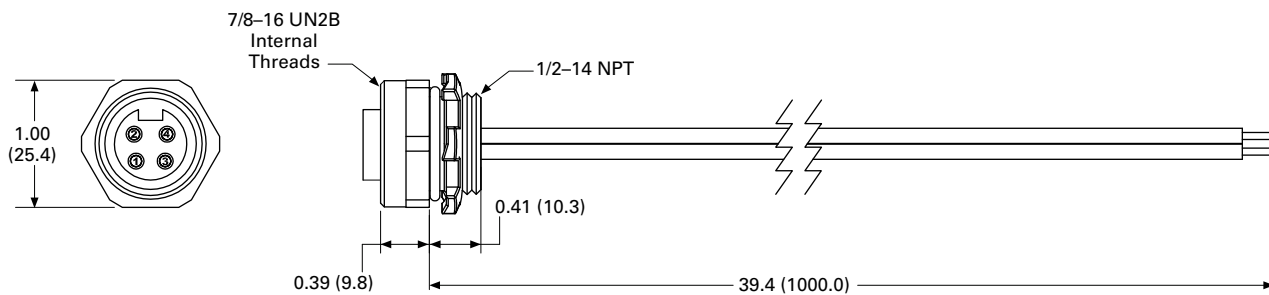 7/8–16 UN2B
Internal
Threads
1/2–14 NPT
1.00
(25.4)
2
4
1
3
0.41 (10.3)
0.39 (9.8)
39.4 (1000.0)